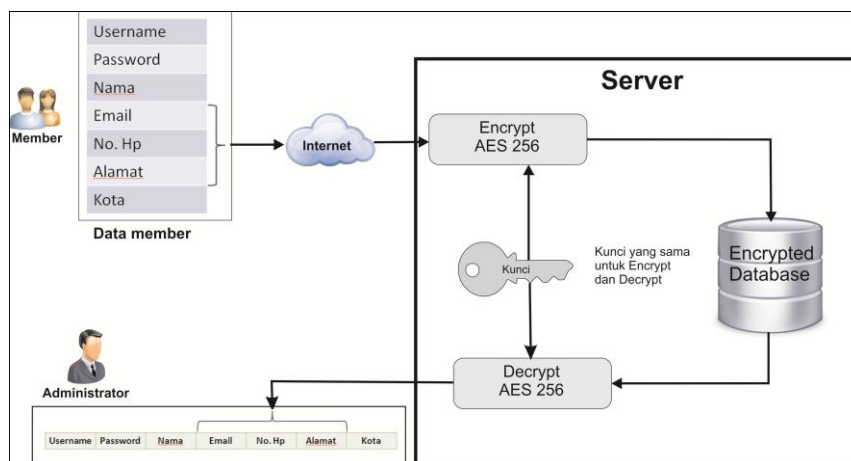 Username
Password
Nama
Email
No. Hp
Alamat
Kota
Member
Data member
Internet
Server
Encrypt
AES 256
Kunci
Kunci yang sama
untuk Encrypt
dan Decrypt
Encrypted
Database
Decrypt
AES 256
Administrator
Username Password Nama Email No. Hp Alamat Kota